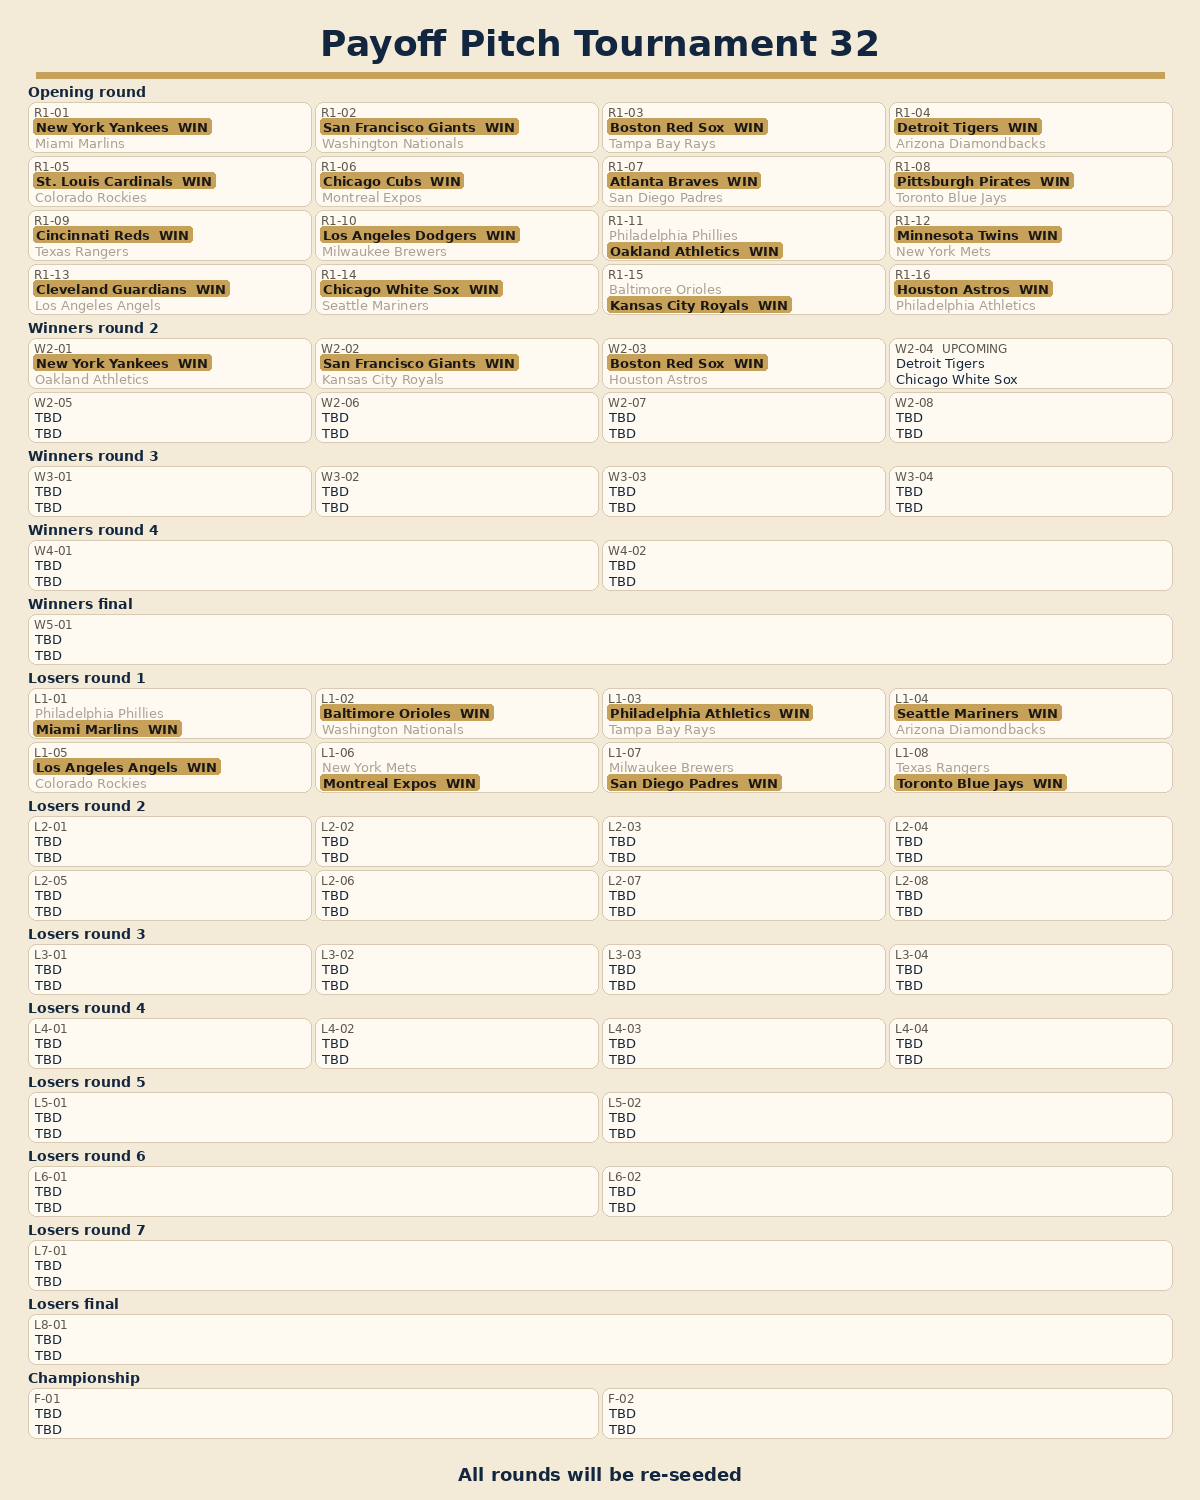 Payoff Pitch Tournament 32
Opening round
R1-01
New York Yankees WIN
Miami Marlins
R1-02
San Francisco Giants WIN
Washington Nationals
R1-03
Boston Red Sox WIN
Tampa Bay Rays
R1-04
Detroit Tigers WIN
Arizona Diamondbacks
R1-05
St. Louis Cardinals WIN
Colorado Rockies
R1-06
Chicago Cubs WIN
Montreal Expos
R1-07
Atlanta Braves WIN
San Diego Padres
R1-08
Pittsburgh Pirates WIN
Toronto Blue Jays
R1-09
Cincinnati Reds WIN
Texas Rangers
R1-10
Los Angeles Dodgers WIN
Milwaukee Brewers
R1-11
Philadelphia Phillies
Oakland Athletics WIN
R1-12
Minnesota Twins WIN
New York Mets
R1-13
Cleveland Guardians WIN
Los Angeles Angels
R1-14
Chicago White Sox WIN
Seattle Mariners
R1-15
Baltimore Orioles
Kansas City Royals WIN
R1-16
Houston Astros WIN
Philadelphia Athletics
Winners round 2
W2-01
New York Yankees WIN
Oakland Athletics
W2-02
San Francisco Giants WIN
Kansas City Royals
W2-03
Boston Red Sox WIN
Houston Astros
W2-04 UPCOMING
Detroit Tigers
Chicago White Sox
W2-05
TBD
TBD
W2-06
TBD
TBD
W2-07
TBD
TBD
W2-08
TBD
TBD
Winners round 3
W3-01
TBD
TBD
W3-02
TBD
TBD
W3-03
TBD
TBD
W3-04
TBD
TBD
Winners round 4
W4-01
TBD
TBD
W4-02
TBD
TBD
Winners final
W5-01
TBD
TBD
Losers round 1
L1-01
Philadelphia Phillies
Miami Marlins WIN
L1-02
Baltimore Orioles WIN
Washington Nationals
L1-03
Philadelphia Athletics WIN
Tampa Bay Rays
L1-04
Seattle Mariners WIN
Arizona Diamondbacks
L1-05
Los Angeles Angels WIN
Colorado Rockies
L1-06
New York Mets
Montreal Expos WIN
L1-07
Milwaukee Brewers
San Diego Padres WIN
L1-08
Texas Rangers
Toronto Blue Jays WIN
Losers round 2
L2-01
TBD
TBD
L2-02
TBD
TBD
L2-03
TBD
TBD
L2-04
TBD
TBD
L2-05
TBD
TBD
L2-06
TBD
TBD
L2-07
TBD
TBD
L2-08
TBD
TBD
Losers round 3
L3-01
TBD
TBD
L3-02
TBD
TBD
L3-03
TBD
TBD
L3-04
TBD
TBD
Losers round 4
L4-01
TBD
TBD
L4-02
TBD
TBD
L4-03
TBD
TBD
L4-04
TBD
TBD
Losers round 5
L5-01
TBD
TBD
L5-02
TBD
TBD
Losers round 6
L6-01
TBD
TBD
L6-02
TBD
TBD
Losers round 7
L7-01
TBD
TBD
Losers final
L8-01
TBD
TBD
Championship
F-01
TBD
TBD
F-02
TBD
TBD
All rounds will be re-seeded